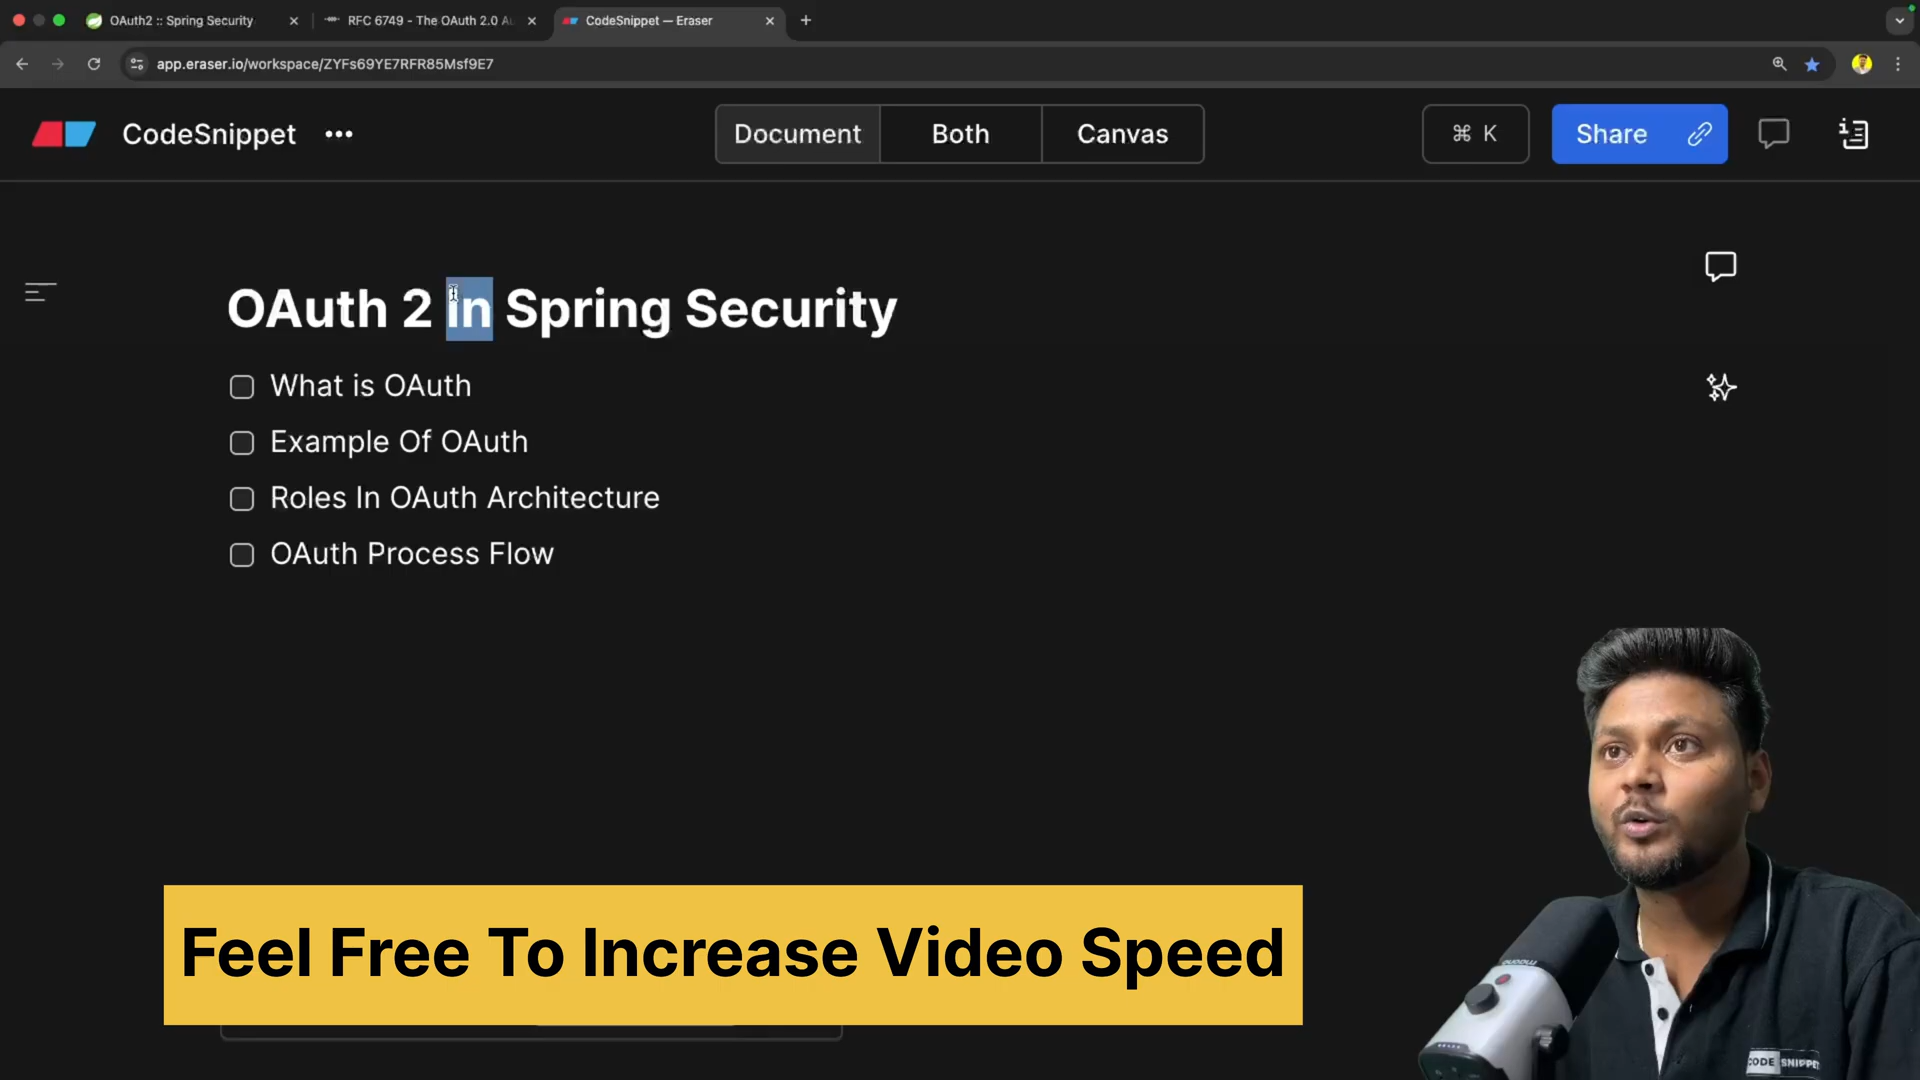 OAuth2 :: Spring Security
RFC 6749 - The OAuth 2.0 Au
CodeSnippet — Eraser
app.eraser.io/workspace/ZYFs69YE7RFR85Msf9E7
CodeSnippet
Document
Both
Canvas
⌘ K
Share
OAuth 2 in Spring Security
What is OAuth
Example Of OAuth
Roles In OAuth Architecture
OAuth Process Flow
Feel Free To Increase Video Speed
maono
CODE SNIPPET